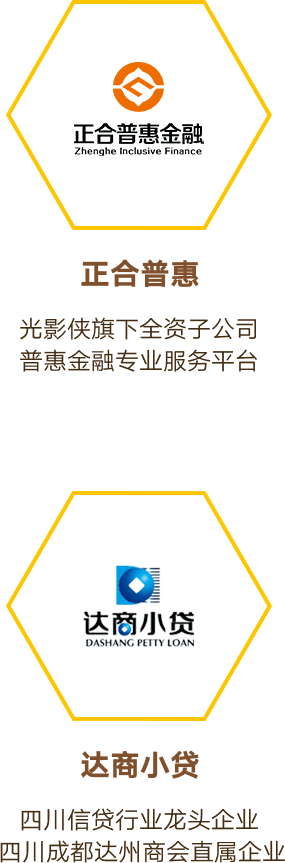 正合普惠金融
Zhenghe Inclusive Finance
正合普惠
光影侠旗下全资子公司
普惠金融专业服务平台
达商小贷
DASHANG PETTY LOAN
达商小贷
四川信贷行业龙头企业
四川成都达州商会直属企业